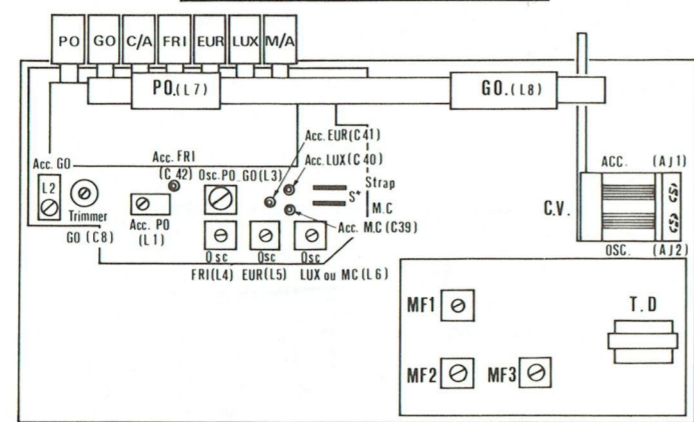 PO GO C/A FRI EUR LUX M/A
PO.(L7)
GO.(L8)
Acc. EUR(C41)
Acc. FRI
(C 42)
Acc. LUX(C 40)
Acc. GO
Osc.PO GO(L3)
L2
Trimmer
GO (C8)
Acc. PO
(L1)
Strap
S*
M.C
Acc. M.C (C39)
Osc
Osc
Osc
FRI(L4) EUR(L5) LUX ou MC(L6)
ACC. (AJ1)
C.V.
OSC. (AJ2)
MF1
T.D
MF2
MF3